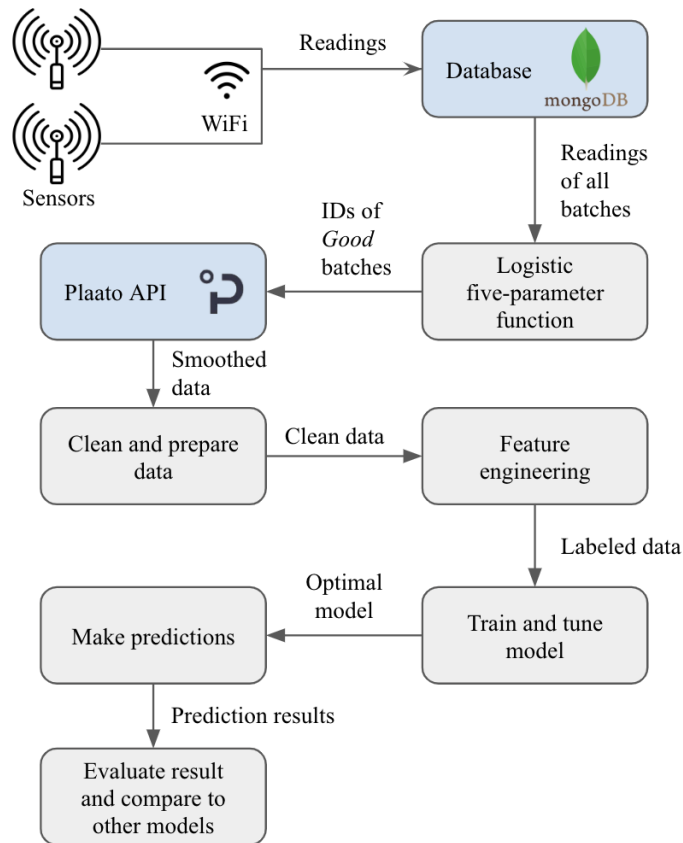 Readings
Database
mongoDB
WiFi
Sensors
Readings
of all
batches
IDs of
Good
batches
Plaato API
Logistic
five-parameter
function
Smoothed
data
Clean and prepare
data
Clean data
Feature
engineering
Labeled data
Optimal
model
Make predictions
Train and tune
model
Prediction results
Evaluate result
and compare to
other models